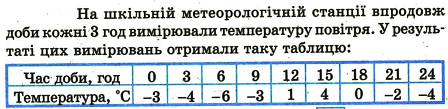 На шкільній метеорологічній станції впродовж
доби кожні 3 год вимірювали температуру повітря. У резуль-
таті цих вимірювань отримали таку таблицю:
Час доби, год 0 3 6 9 12 15 18 21 24
Температура, °C −3 −4 −6 −3 1 4 0 −2 −4